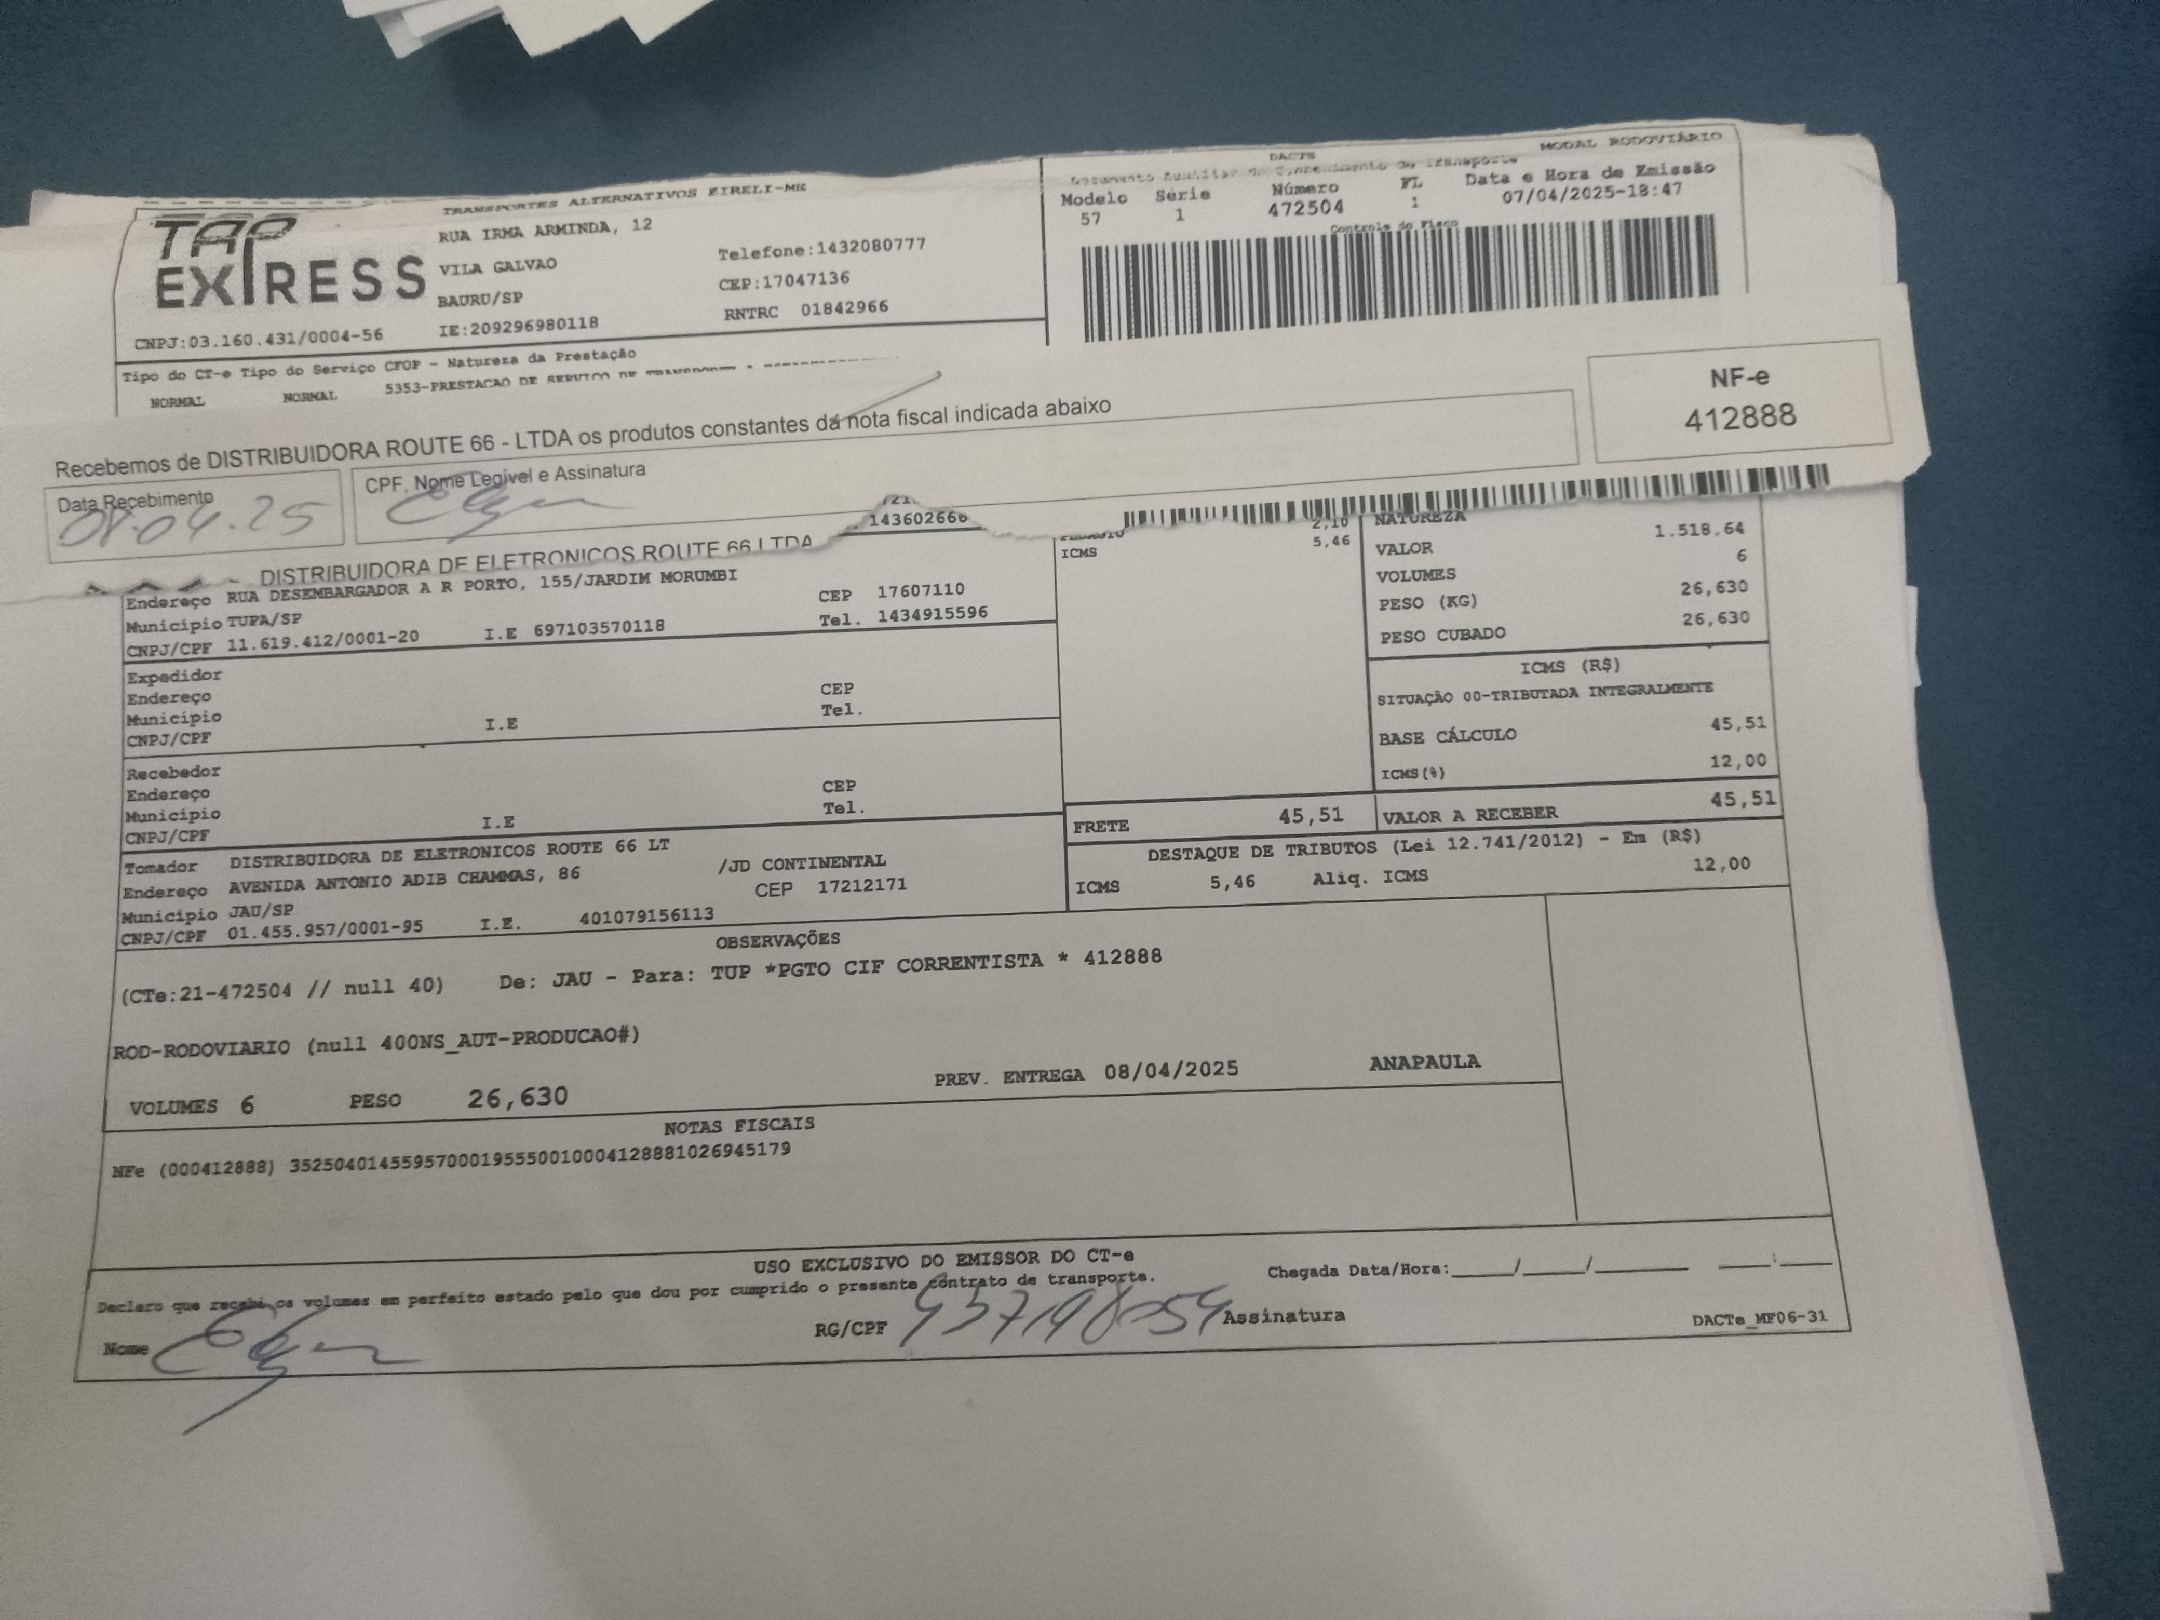 DACTE
MODAL RODOVIÁRIO
TRANSPORTES ALTERNATIVOS EIRELI-ME
Documento Auxiliar do Conhecimento de Transporte
TAP EXPRESS
RUA IRMA ARMINDA, 12
VILA GALVAO
BAURU/SP
IE:209296980118
Telefone:1432080777
CEP:17047136
RNTRC 01842966
CNPJ:03.160.431/0004-56
Modelo Série Número FL Data e Hora de Emissão
57 1 472504 1 07/04/2025-18:47
Controle do Fisco
Tipo do CT-e Tipo do Serviço CFOP - Natureza da Prestação
NORMAL NORMAL 5353-PRESTACAO DE SERVICO DE TRANSPORTE
Recebemos de DISTRIBUIDORA ROUTE 66 - LTDA os produtos constantes da nota fiscal indicada abaixo
NF-e
412888
Data Recebimento
08.04.25
CPF, Nome Legível e Assinatura
143602666
DISTRIBUIDORA DE ELETRONICOS ROUTE 66 LTDA
Endereço RUA DESEMBARGADOR A R PORTO, 155/JARDIM MORUMBI
Município TUPA/SP CEP 17607110
CNPJ/CPF 11.619.412/0001-20 I.E 697103570118 Tel. 1434915596
Expedidor
Endereço CEP
Município Tel.
CNPJ/CPF I.E
Recebedor
Endereço CEP
Município Tel.
CNPJ/CPF I.E
Tomador DISTRIBUIDORA DE ELETRONICOS ROUTE 66 LT
Endereço AVENIDA ANTONIO ADIB CHAMMAS, 86 /JD CONTINENTAL
Município JAU/SP CEP 17212171
CNPJ/CPF 01.455.957/0001-95 I.E. 401079156113
2,10
ICMS 5,46
NATUREZA
VALOR 1.518,64
VOLUMES 6
PESO (KG) 26,630
PESO CUBADO 26,630
ICMS (R$)
SITUAÇÃO 00-TRIBUTADA INTEGRALMENTE
BASE CÁLCULO 45,51
ICMS(%) 12,00
FRETE 45,51 VALOR A RECEBER 45,51
DESTAQUE DE TRIBUTOS (Lei 12.741/2012) - Em (R$)
ICMS 5,46 Aliq. ICMS 12,00
OBSERVAÇÕES
(CTe:21-472504 // null 40) De: JAU - Para: TUP *PGTO CIF CORRENTISTA * 412888
ROD-RODOVIARIO (null 400NS_AUT-PRODUCAO#)
VOLUMES 6 PESO 26,630 PREV. ENTREGA 08/04/2025 ANAPAULA
NOTAS FISCAIS
NFe (000412888) 35250401455957000195550010004128881026945179
USO EXCLUSIVO DO EMISSOR DO CT-e
Declaro que recebi os volumes em perfeito estado pelo que dou por cumprido o presente contrato de transporte.
Chegada Data/Hora:_____/_____/________ ____:____
Nome RG/CPF Assinatura
DACTe_MF06-31